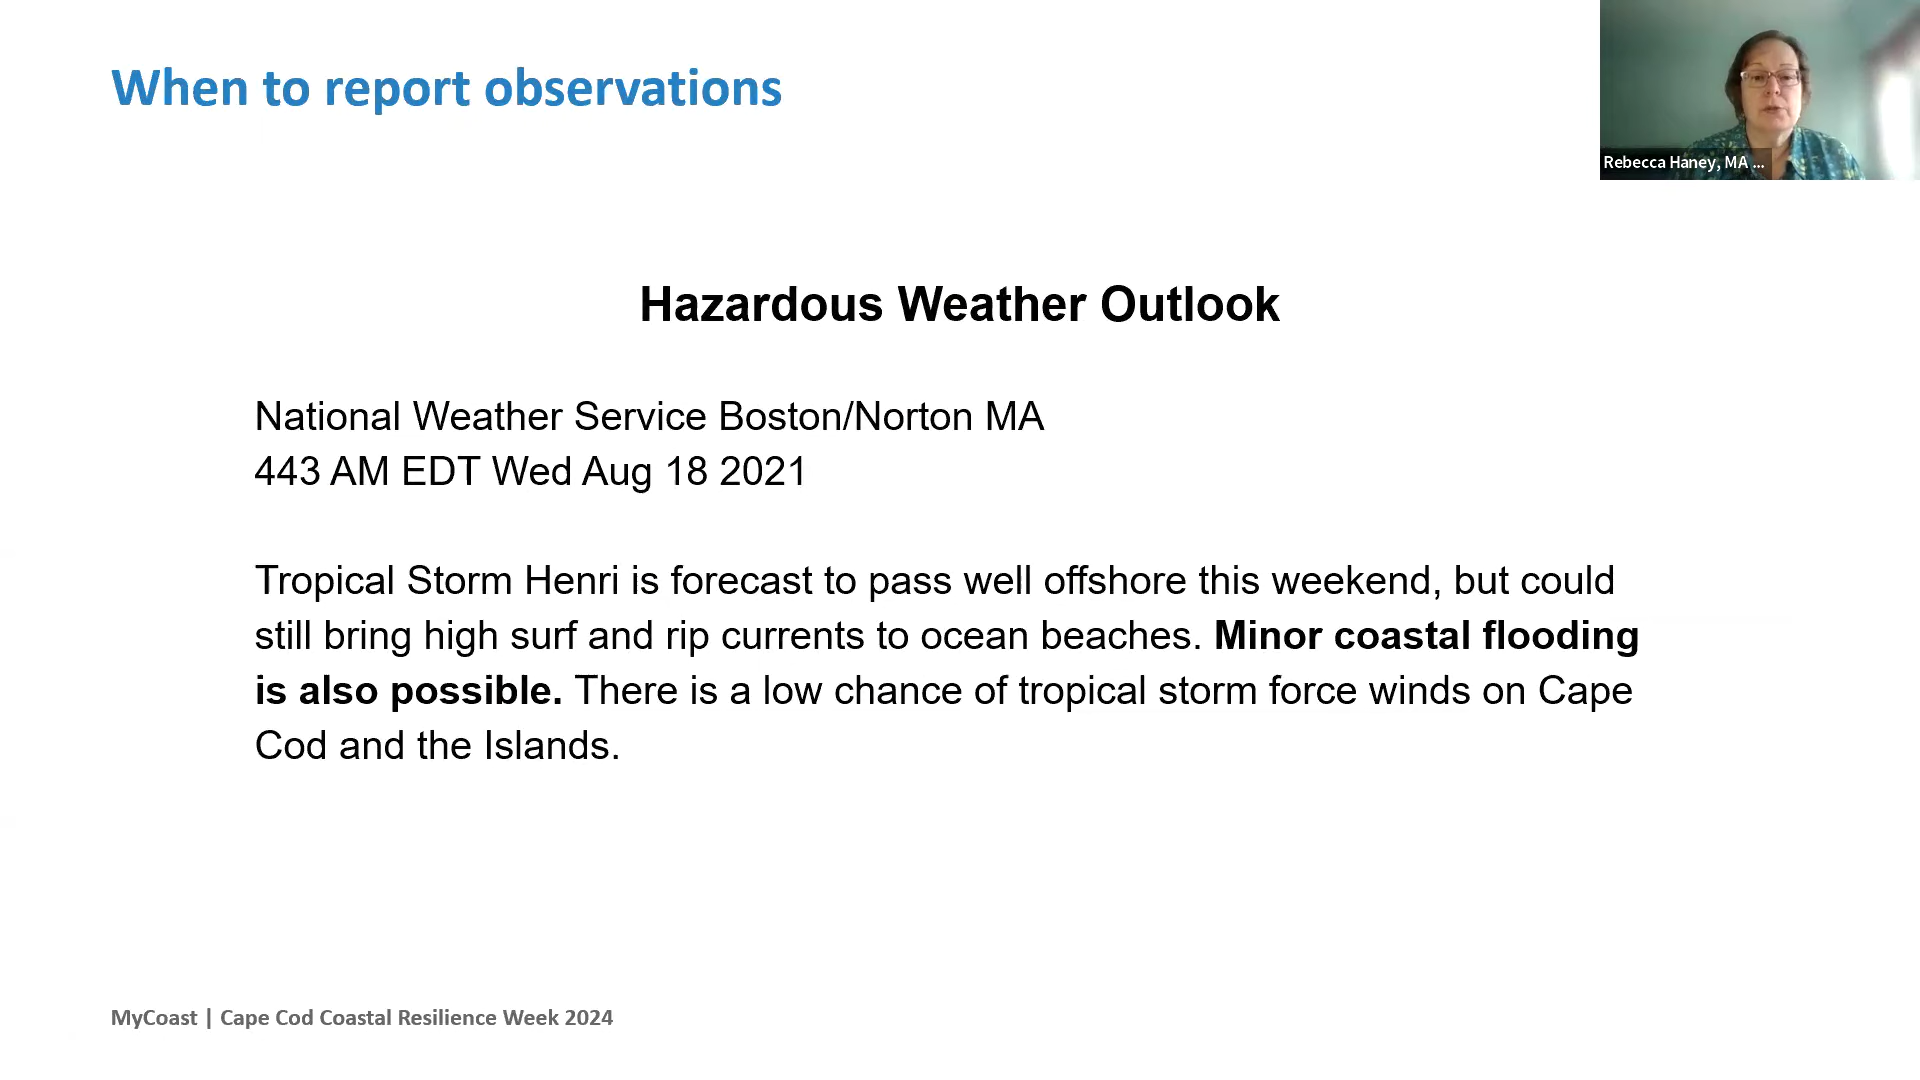 When to report observations
Rebecca Haney, MA ...
Hazardous Weather Outlook
National Weather Service Boston/Norton MA
443 AM EDT Wed Aug 18 2021
Tropical Storm Henri is forecast to pass well offshore this weekend, but could
still bring high surf and rip currents to ocean beaches. Minor coastal flooding
is also possible. There is a low chance of tropical storm force winds on Cape
Cod and the Islands.
MyCoast | Cape Cod Coastal Resilience Week 2024